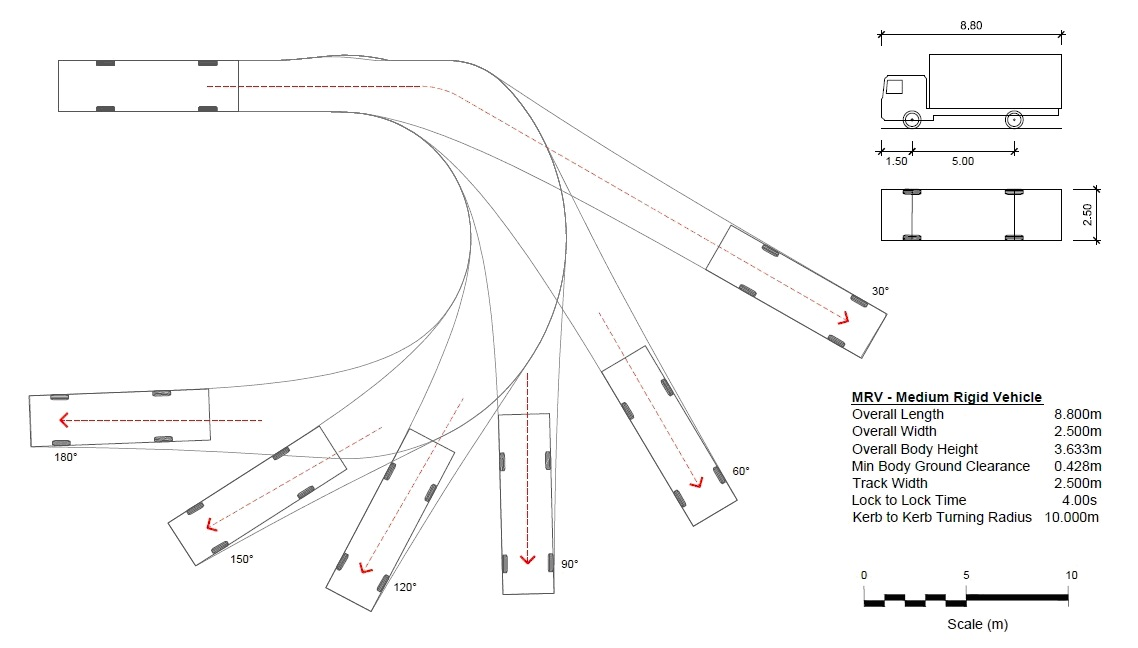 8.80
1.50
5.00
2.50
30°
60°
90°
120°
150°
180°
MRV - Medium Rigid Vehicle
Overall Length 8.800m
Overall Width 2.500m
Overall Body Height 3.633m
Min Body Ground Clearance 0.428m
Track Width 2.500m
Lock to Lock Time 4.00s
Kerb to Kerb Turning Radius 10.000m
0 5 10
Scale (m)